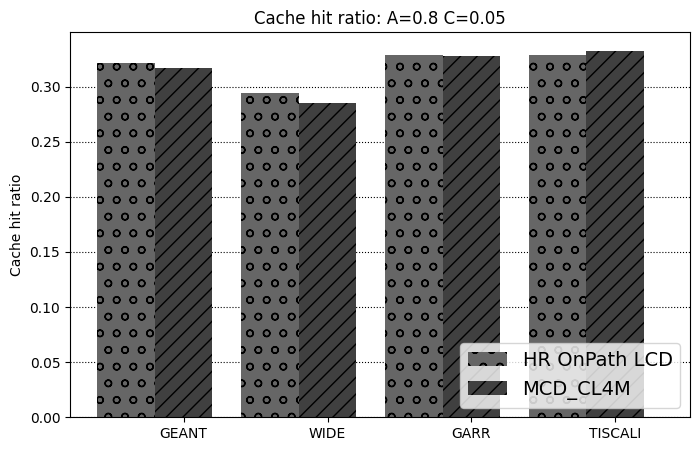 Cache hit ratio: A=0.8 C=0.05
Cache hit ratio
0.30
0.25
0.20
0.15
0.10
0.05
0.00
GEANT WIDE GARR TISCALI
HR OnPath LCD
MCD_CL4M